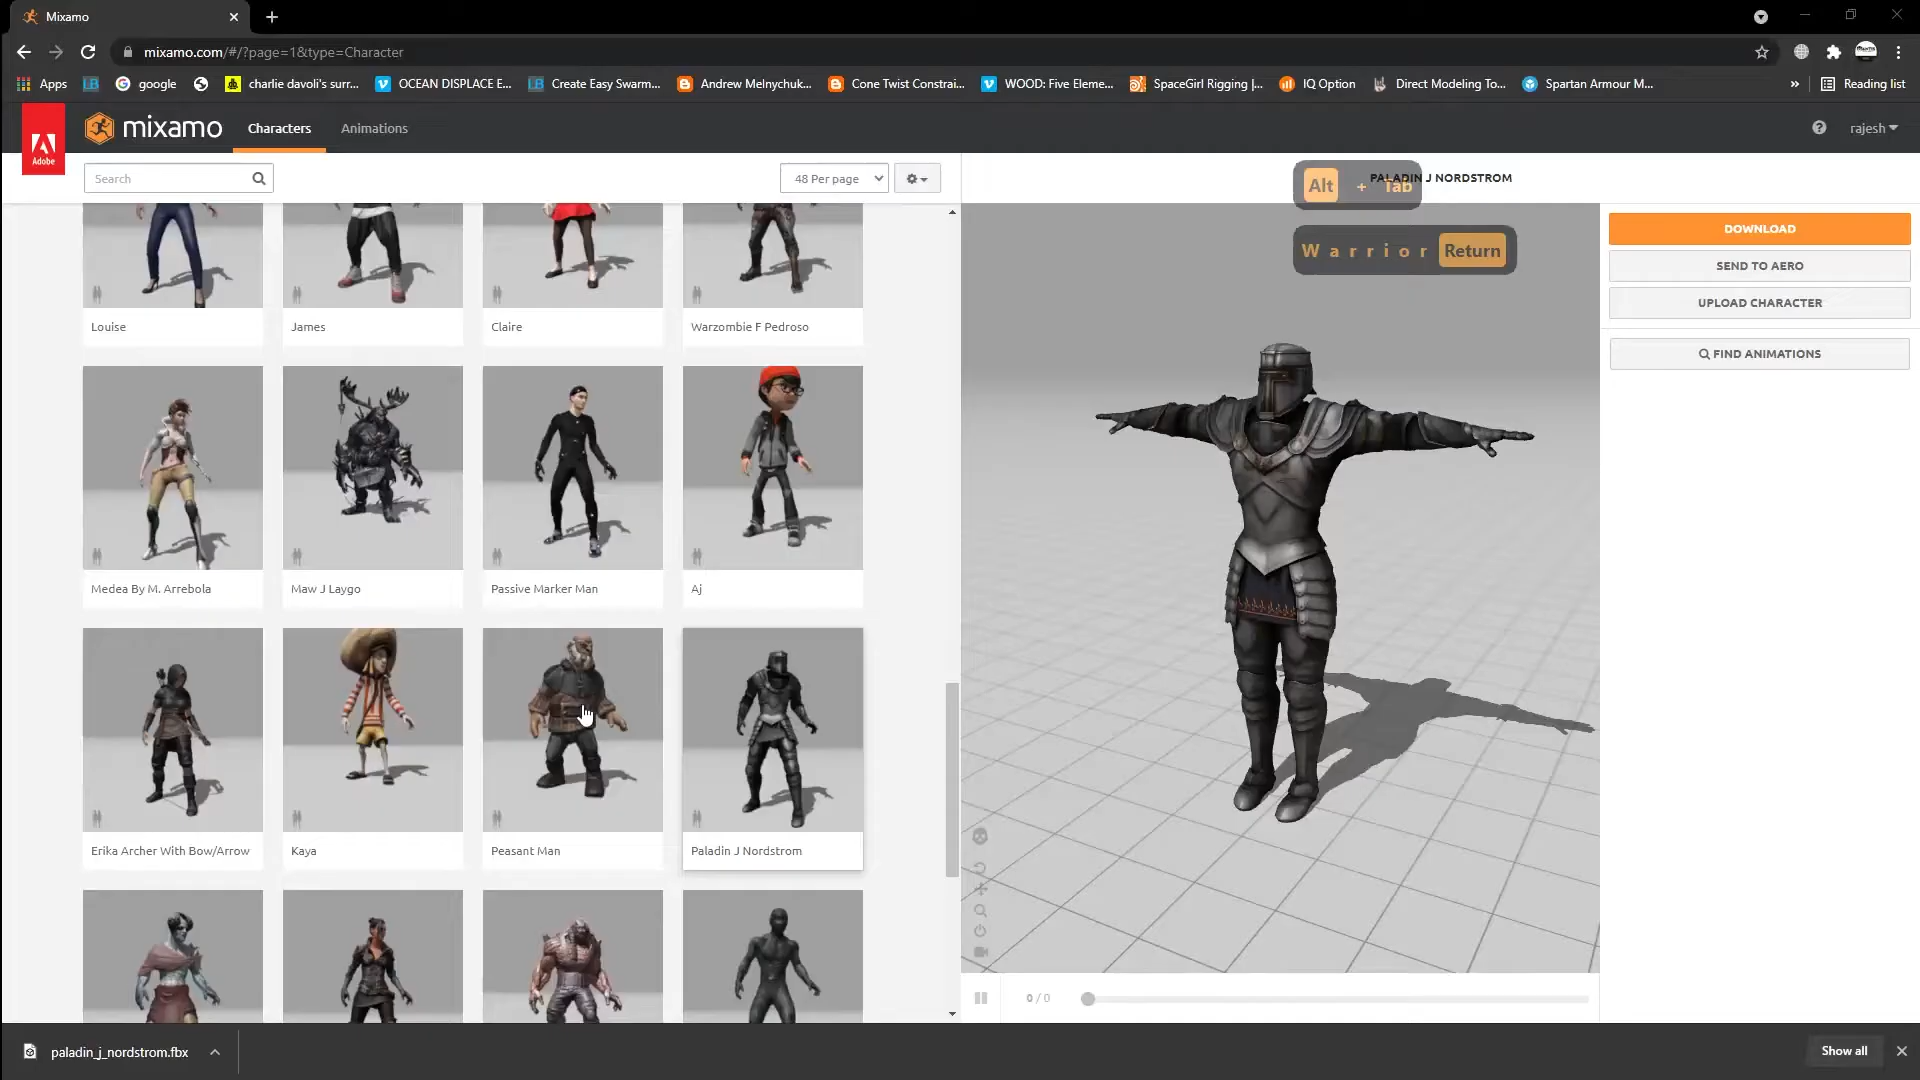 Mixamo
mixamo.com/#/?page=1&type=Character
Apps
LB
google
charlie davoli's surr...
OCEAN DISPLACE E...
LB
Create Easy Swarm...
Andrew Melnychuk...
Cone Twist Constrai...
WOOD: Five Eleme...
SpaceGirl Rigging |...
IQ Option
Direct Modeling To...
Spartan Armour M...
»
Reading list
Adobe
mixamo
Characters
Animations
rajesh
Search
48 Per page
PALADIN J NORDSTROM
Alt + Tab
Warrior Return
DOWNLOAD
SEND TO AERO
UPLOAD CHARACTER
FIND ANIMATIONS
Louise
James
Claire
Warzombie F Pedroso
Medea By M. Arrebola
Maw J Laygo
Passive Marker Man
Aj
Erika Archer With Bow/Arrow
Kaya
Peasant Man
Paladin J Nordstrom
0 / 0
paladin_j_nordstrom.fbx
Show all